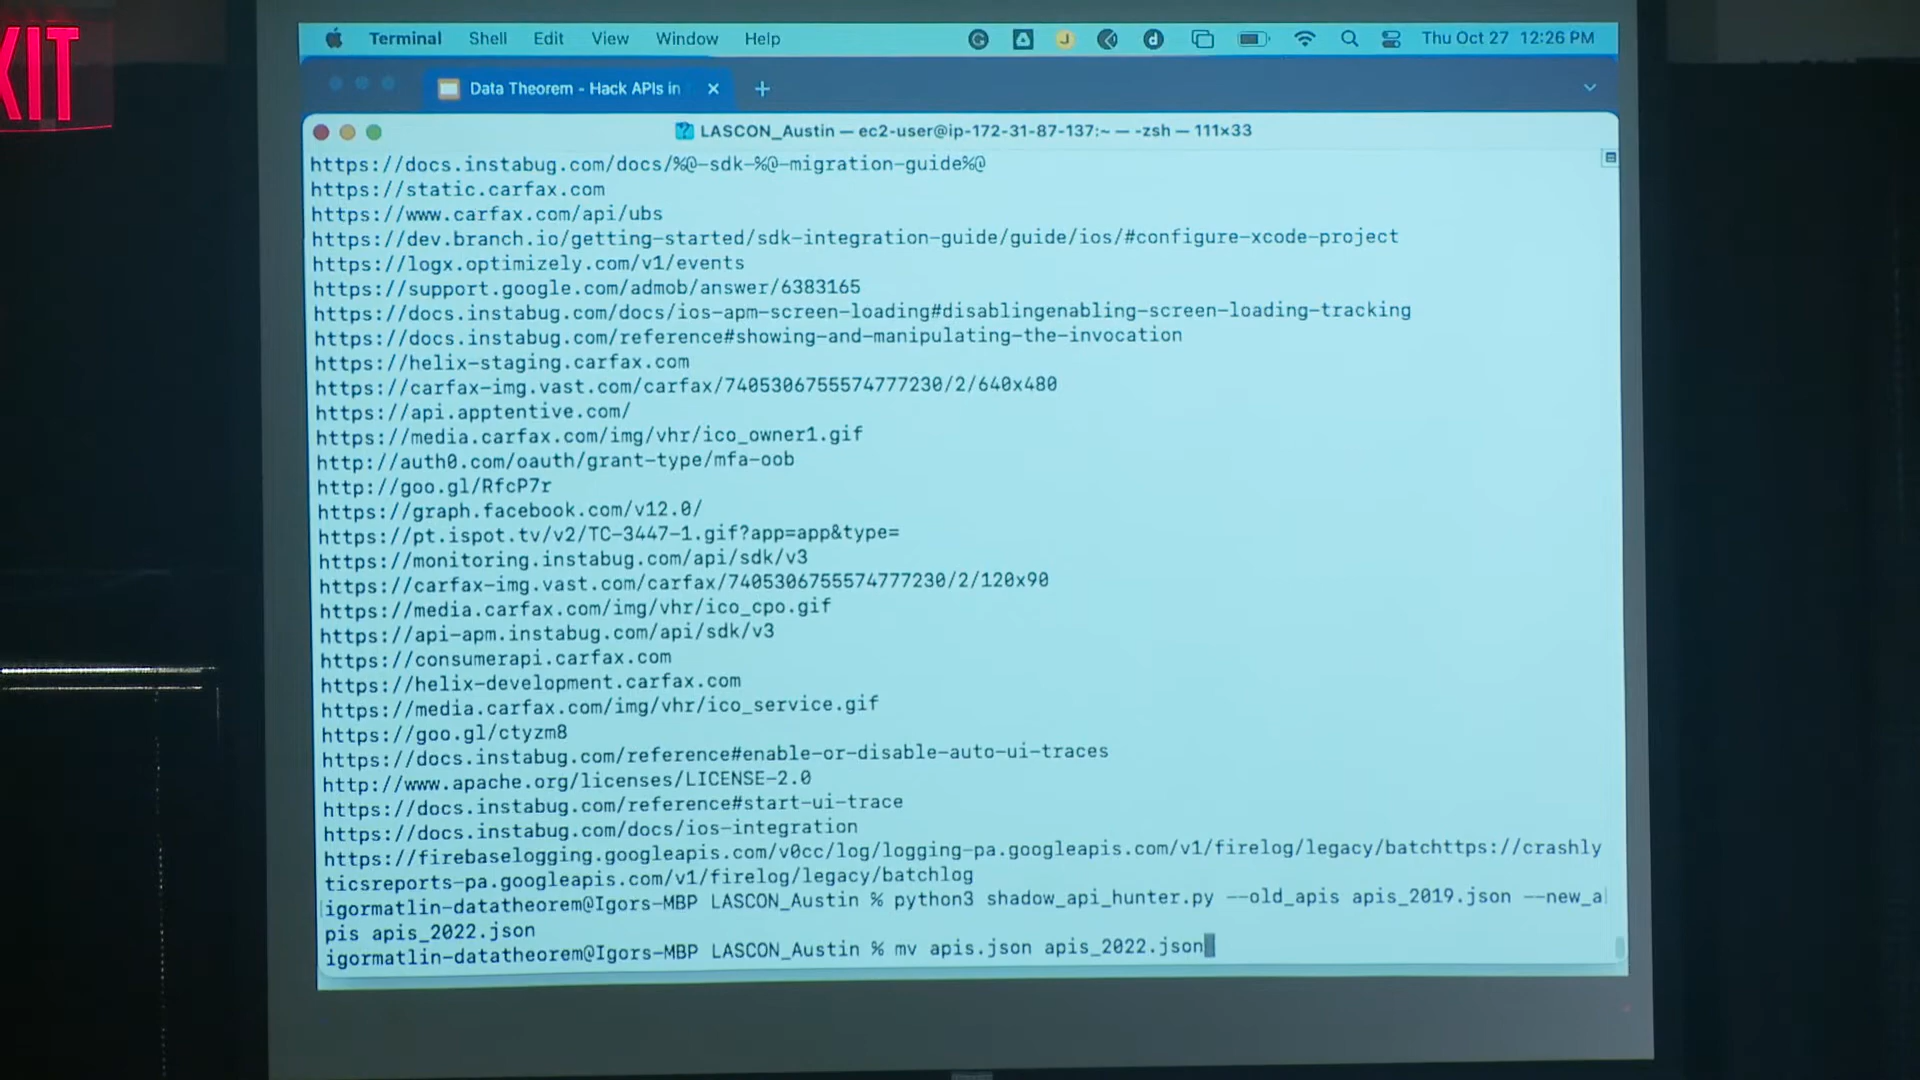 XIT
Terminal Shell Edit View Window Help Thu Oct 27 12:26 PM
Data Theorem - Hack APIs in
LASCON_Austin — ec2-user@ip-172-31-87-137:~ — -zsh — 111×33
https://docs.instabug.com/docs/%@-sdk-%@-migration-guide%@
https://static.carfax.com
https://www.carfax.com/api/ubs
https://dev.branch.io/getting-started/sdk-integration-guide/guide/ios/#configure-xcode-project
https://logx.optimizely.com/v1/events
https://support.google.com/admob/answer/6383165
https://docs.instabug.com/docs/ios-apm-screen-loading#disablingenabling-screen-loading-tracking
https://docs.instabug.com/reference#showing-and-manipulating-the-invocation
https://helix-staging.carfax.com
https://carfax-img.vast.com/carfax/7405306755574777230/2/640x480
https://api.apptentive.com/
https://media.carfax.com/img/vhr/ico_owner1.gif
http://auth0.com/oauth/grant-type/mfa-oob
http://goo.gl/RfcP7r
https://graph.facebook.com/v12.0/
https://pt.ispot.tv/v2/TC-3447-1.gif?app=app&type=
https://monitoring.instabug.com/api/sdk/v3
https://carfax-img.vast.com/carfax/7405306755574777230/2/120x90
https://media.carfax.com/img/vhr/ico_cpo.gif
https://api-apm.instabug.com/api/sdk/v3
https://consumerapi.carfax.com
https://helix-development.carfax.com
https://media.carfax.com/img/vhr/ico_service.gif
https://goo.gl/ctyzm8
https://docs.instabug.com/reference#enable-or-disable-auto-ui-traces
http://www.apache.org/licenses/LICENSE-2.0
https://docs.instabug.com/reference#start-ui-trace
https://docs.instabug.com/docs/ios-integration
https://firebaselogging.googleapis.com/v0cc/log/logging-pa.googleapis.com/v1/firelog/legacy/batchhttps://crashly
ticsreports-pa.googleapis.com/v1/firelog/legacy/batchlog
igormatlin-datatheorem@Igors-MBP LASCON_Austin % python3 shadow_api_hunter.py --old_apis apis_2019.json --new_a
pis apis_2022.json
igormatlin-datatheorem@Igors-MBP LASCON_Austin % mv apis.json apis_2022.json